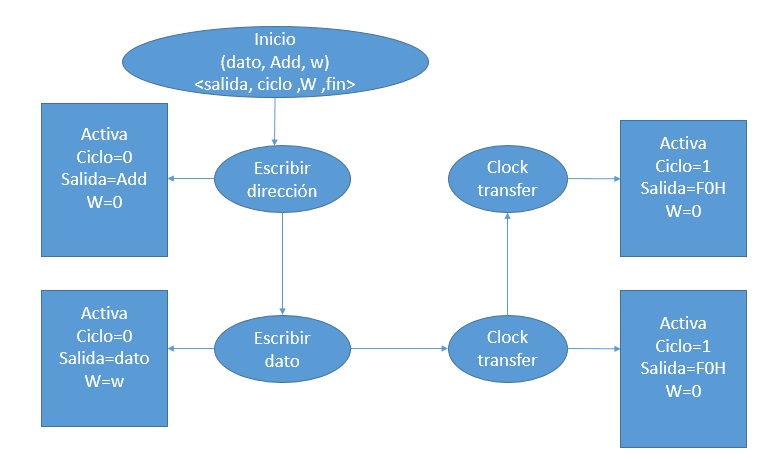 Inicio
(dato, Add, w)
<salida, ciclo ,W ,fin>
Activa
Ciclo=0
Salida=Add
W=0
Escribir
dirección
Clock
transfer
Activa
Ciclo=1
Salida=F0H
W=0
Activa
Ciclo=0
Salida=dato
W=w
Escribir
dato
Clock
transfer
Activa
Ciclo=1
Salida=F0H
W=0